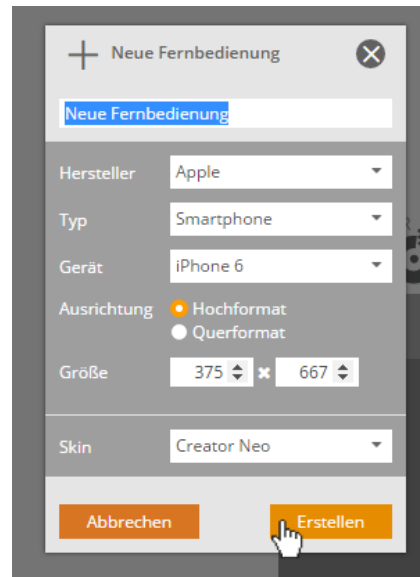 Neue Fernbedienung
Neue Fernbedienung
Hersteller Apple
Typ Smartphone
Gerät iPhone 6
Ausrichtung Hochformat
Querformat
Größe 375 × 667
Skin Creator Neo
Abbrechen Erstellen